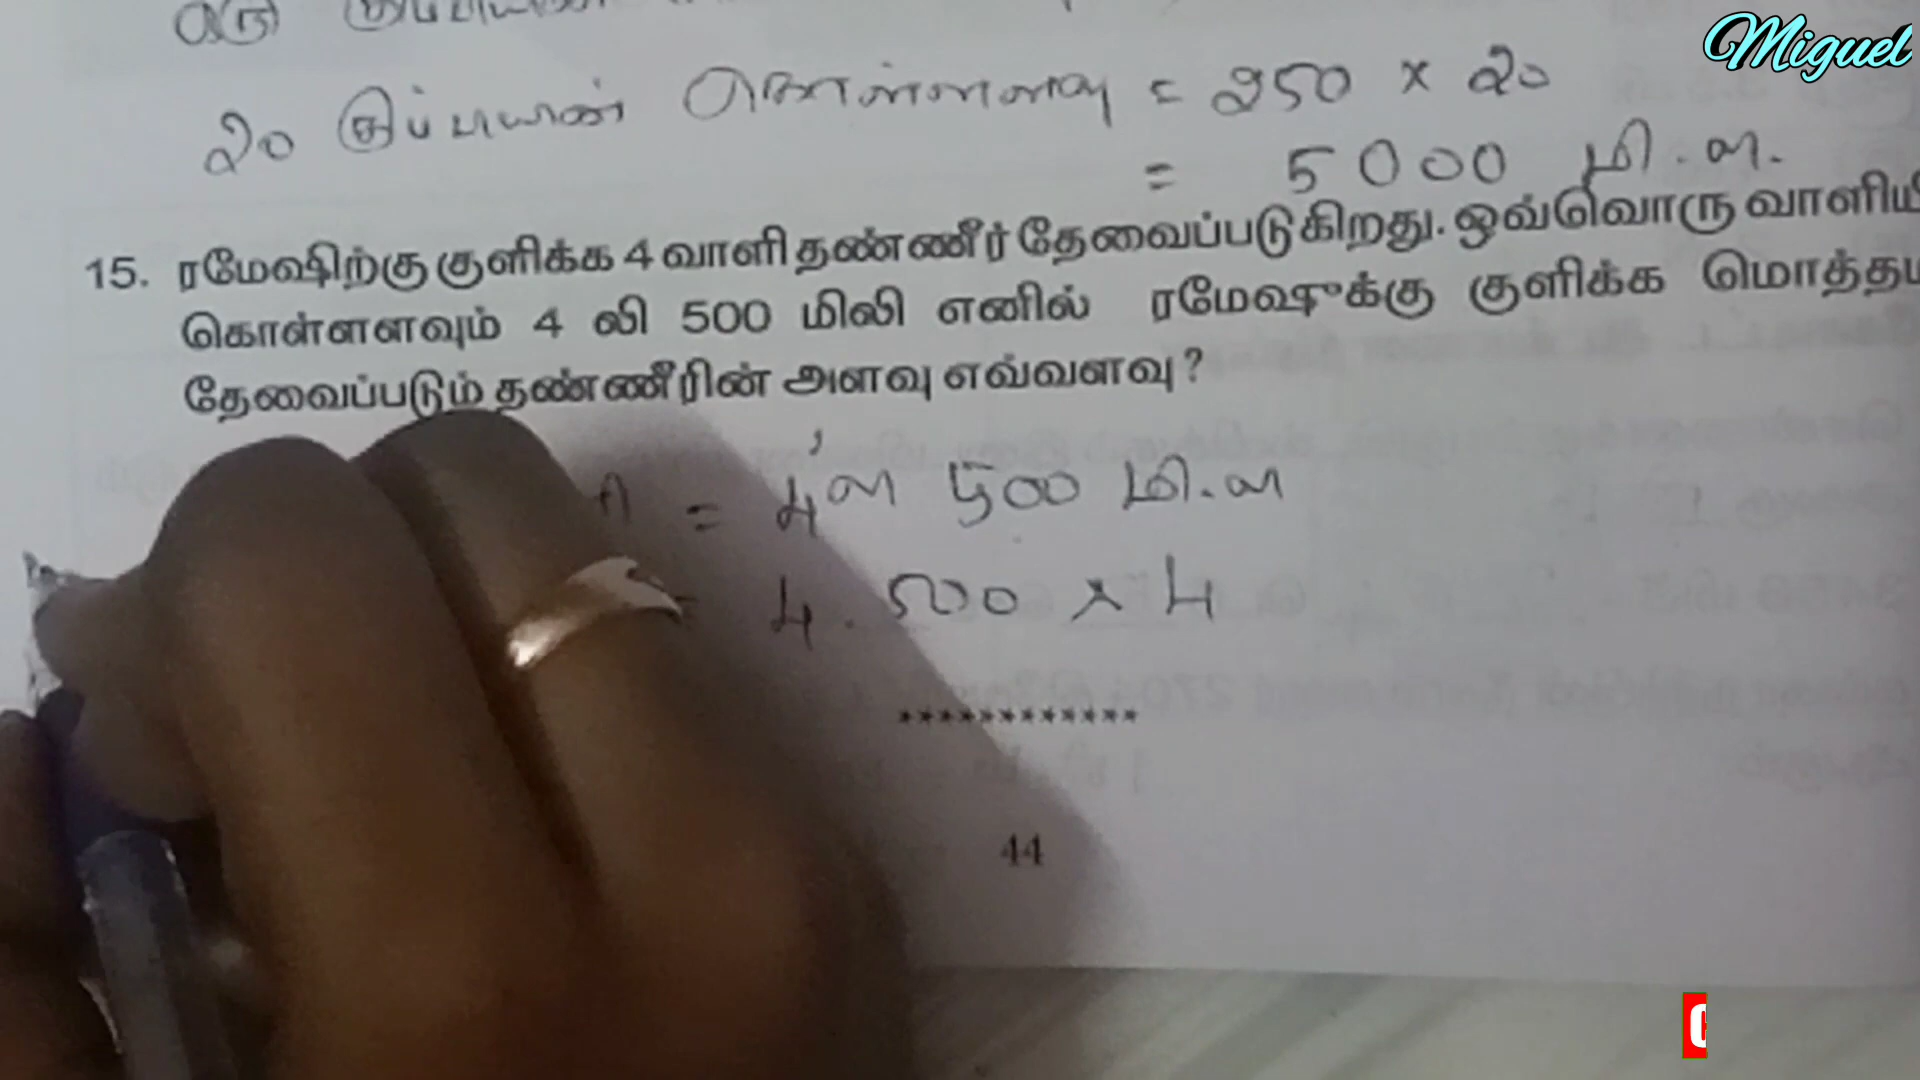 Miguel
ஒரு
20 குப்பியின் கொள்ளளவு = 250 × 20
= 5000 மி.லி.
15. ரமேஷிற்கு குளிக்க 4 வாளி தண்ணீர் தேவைப்படுகிறது. ஒவ்வொரு
கொள்ளளவும் 4 லி 500 மிலி எனில் ரமேஷுக்கு குளிக்க
தேவைப்படும் தண்ணீரின் அளவு எவ்வளவு?
= 4லி 500 மி.லி
= 4.500 × 4
************
44